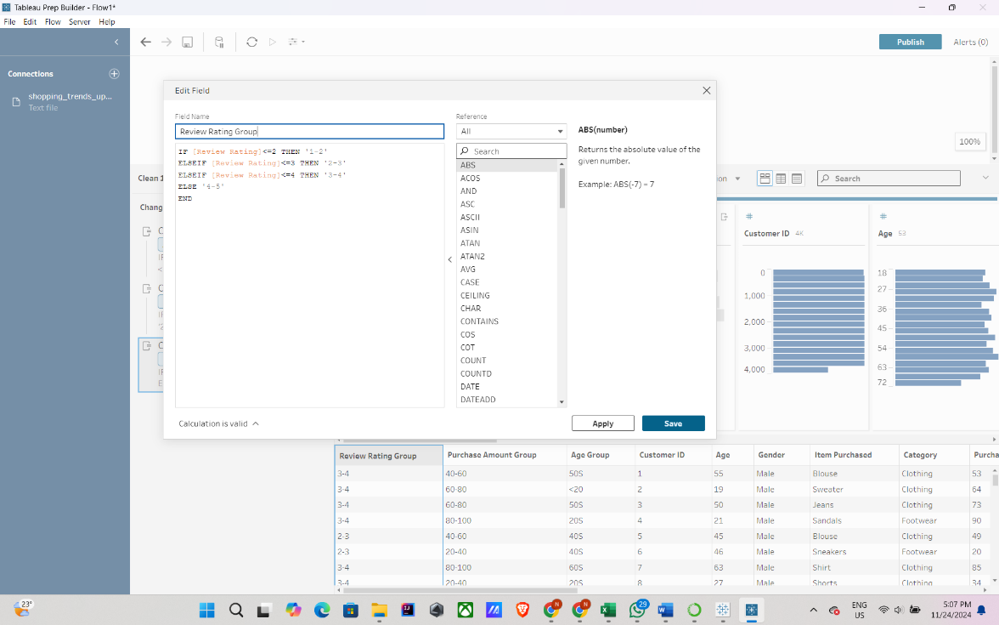 Tableau Prep Builder - Flow1*
File Edit Flow Server Help
Publish Alerts (0)
Connections
shopping_trends_up...
Text file
100%
Clean 1
Search
Chang
Edit Field
Field Name
Review Rating Group
IF [Review Rating]<=2 THEN '1-2'
ELSEIF [Review Rating]<=3 THEN '2-3'
ELSEIF [Review Rating]<=4 THEN '3-4'
ELSE '4-5'
END
Calculation is valid
Reference
All
Search
ABS
ACOS
AND
ASC
ASCII
ASIN
ATAN
ATAN2
AVG
CASE
CEILING
CHAR
CONTAINS
COS
COT
COUNT
COUNTD
DATE
DATEADD
ABS(number)
Returns the absolute value of the
given number.
Example: ABS(-7) = 7
Apply Save
#
Customer ID 4K
0
1,000
2,000
3,000
4,000
#
Age 53
18
27
36
45
54
63
72
Review Rating Group Purchase Amount Group Age Group Customer ID Age Gender Item Purchased Category Purcha
3-4 40-60 50S 1 55 Male Blouse Clothing 53
3-4 60-80 <20 2 19 Male Sweater Clothing 64
3-4 60-80 50S 3 50 Male Jeans Clothing 73
3-4 80-100 20S 4 21 Male Sandals Footwear 90
2-3 40-60 40S 5 45 Male Blouse Clothing 49
2-3 20-40 40S 6 46 Male Sneakers Footwear 20
3-4 80-100 60S 7 63 Male Shirt Clothing 85
3-4 20-40 20S 8 27 Male Shorts Clothing 34
23°
29
ENG
US
5:07 PM
11/24/2024